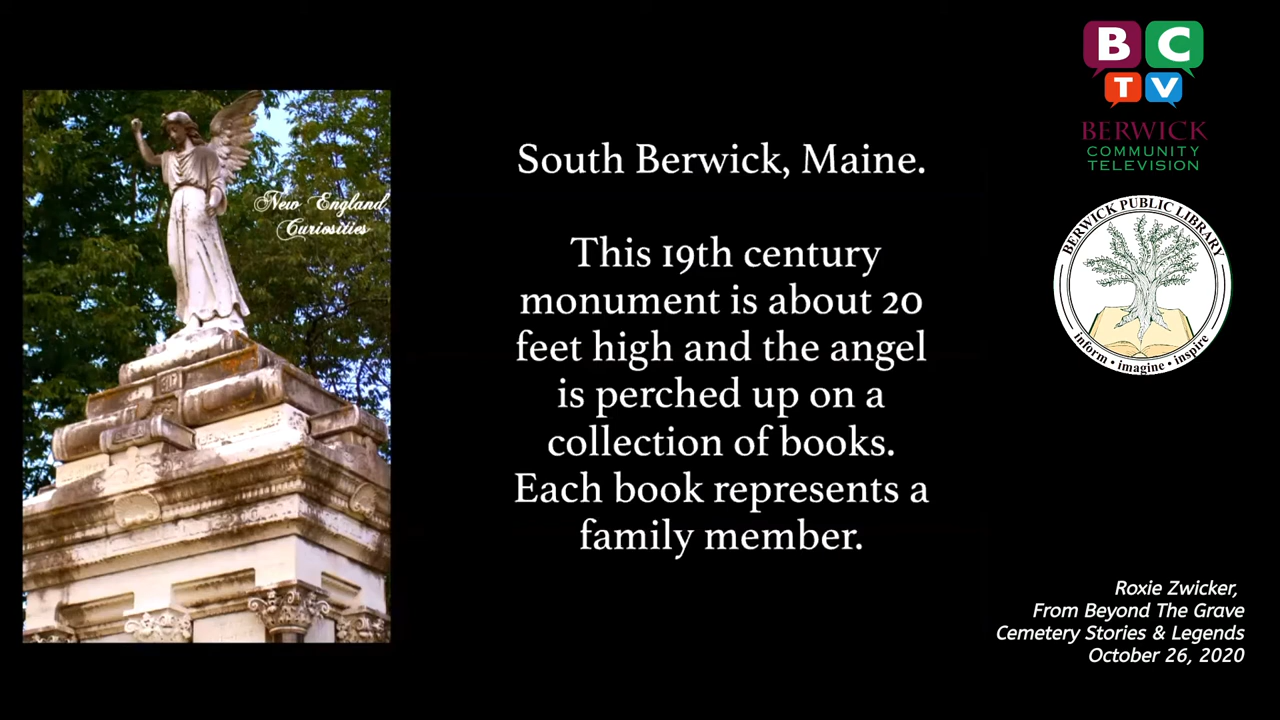 New England
Curiosities
South Berwick, Maine.
This 19th century
monument is about 20
feet high and the angel
is perched up on a
collection of books.
Each book represents a
family member.
B C
T V
BERWICK
COMMUNITY
TELEVISION
BERWICK PUBLIC LIBRARY
inform • imagine • inspire
Roxie Zwicker,
From Beyond The Grave
Cemetery Stories & Legends
October 26, 2020